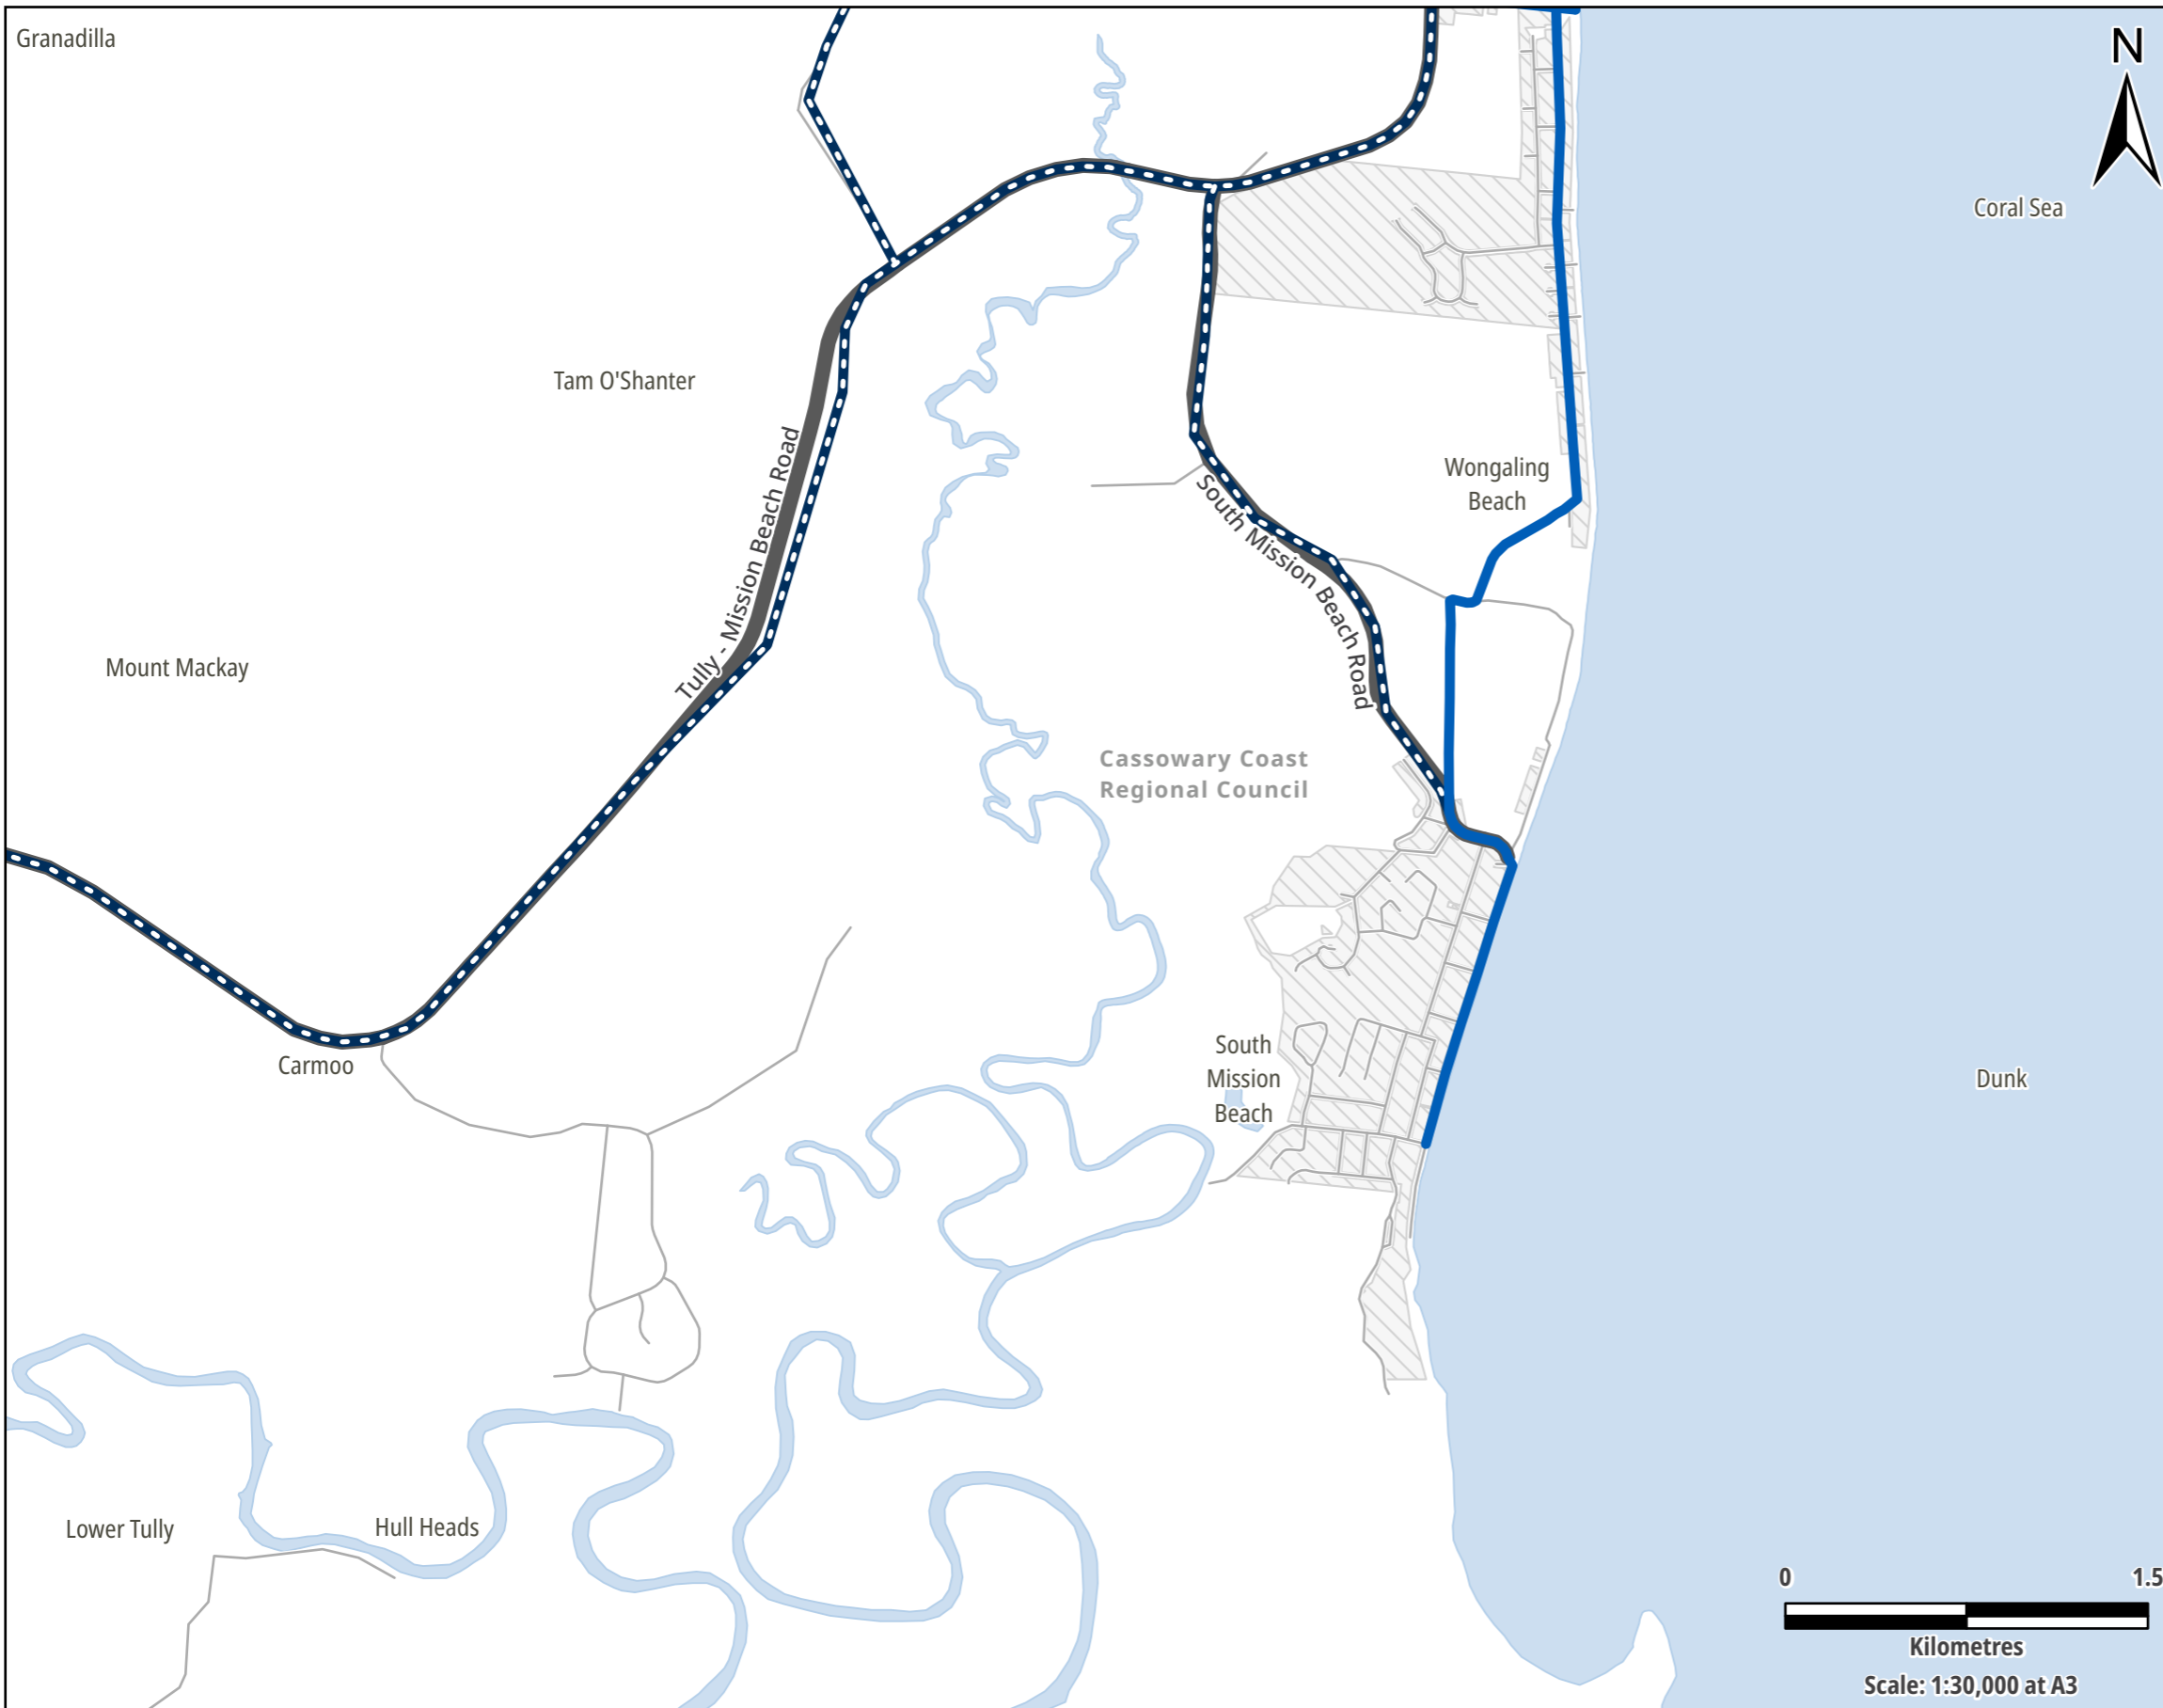 Granadilla
N
Coral Sea
Tam O'Shanter
Tully - Mission Beach Road
Wongaling
Beach
South Mission Beach Road
Mount Mackay
Cassowary Coast
Regional Council
Carmoo
South
Mission
Beach
Dunk
Lower Tully
Hull Heads
0
1.5
Kilometres
Scale: 1:30,000 at A3